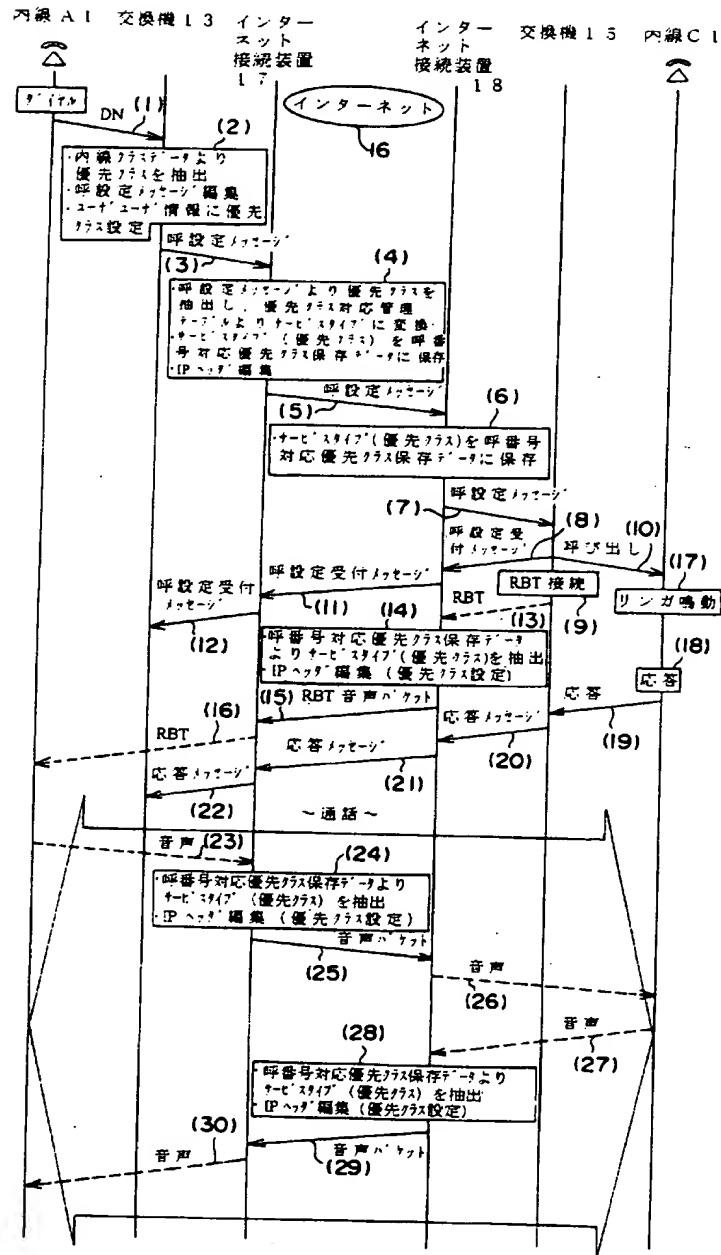 内線A1 交換機13 インター
ネット
接続装置
17
インター
ネット
接続装置
18
交換機15 内線C1
インターネット
16
ダイヤル
DN
(1)
(2)
・内線クラスデータより
優先クラスを抽出
・呼設定メッセージ編集
・ユーザユーザ情報に優先
クラス設定
呼設定メッセージ
(3)
(4)
・呼設定メッセージより優先クラスを
抽出し、優先クラス対応管理
テーブルよりサービスタイプに変換
・サービスタイプ(優先クラス)を呼番
号対応優先クラス保存データに保存
・IPヘッダ編集
呼設定メッセージ
(5)
(6)
・サービスタイプ(優先クラス)を呼番号
対応優先クラス保存データに保存
呼設定メッセージ
(7)
呼設定受
付メッセージ
(8)
呼び出し
(10)
(17)
リンガ鳴動
RBT接続
(9)
呼設定受付メッセージ
(11)
呼設定受付
メッセージ
(12)
RBT
(13)
(14)
・呼番号対応優先クラス保存データ
よりサービスタイプ(優先クラス)を抽出
・IPヘッダ編集(優先クラス設定)
(15)
RBT音声パケット
(16)
RBT
(18)
応答
応答
(19)
応答メッセージ
(20)
応答メッセージ
(21)
応答メッセージ
(22)
～通話～
音声
(23)
(24)
・呼番号対応優先クラス保存データより
サービスタイプ(優先クラス)を抽出
・IPヘッダ編集(優先クラス設定)
音声パケット
(25)
音声
(26)
音声
(27)
(28)
・呼番号対応優先クラス保存データより
サービスタイプ(優先クラス)を抽出
・IPヘッダ編集(優先クラス設定)
音声パケット
(29)
(30)
音声